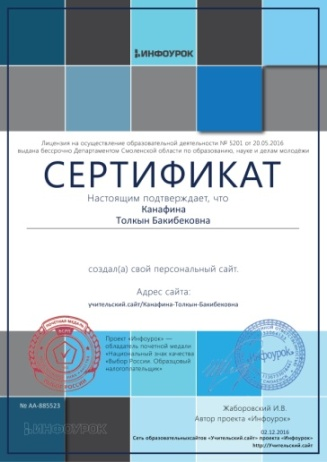 ИНФОУРОК
Лицензия на осуществление образовательной деятельности № 5201 от 20.05.2016
выдана бессрочно Департаментом Смоленской области по образованию, науке и делам молодёжи
СЕРТИФИКАТ
Настоящим подтверждает, что
Канафина
Толкын Бакибековна
создал(а) свой персональный сайт.
Адрес сайта:
учительский.сайт/Канафина-Толкын-Бакибековна
Проект «Инфоурок» —
обладатель почетной медали
«Национальный знак качества
«Выбор России. Образцовый
налогоплательщик»
Инфоурок
№ АА-885523
Жаборовский И.В.
Автор проекта «Инфоурок»
ИНФОУРОК
02.12.2016
Сеть образовательныхсайтов «Учительский.сайт» проекта «Инфоурок»
http://Учительский.сайт